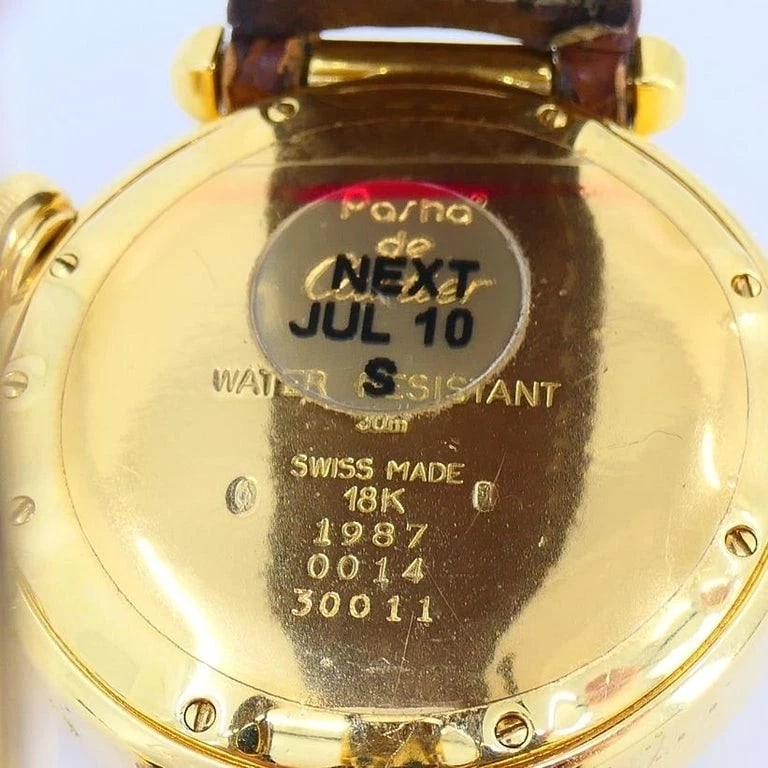 Pasha®
de
Cartier
NEXT
JUL 10
S
WATER RESISTANT
30m
SWISS MADE
18K
1987
0014
30011